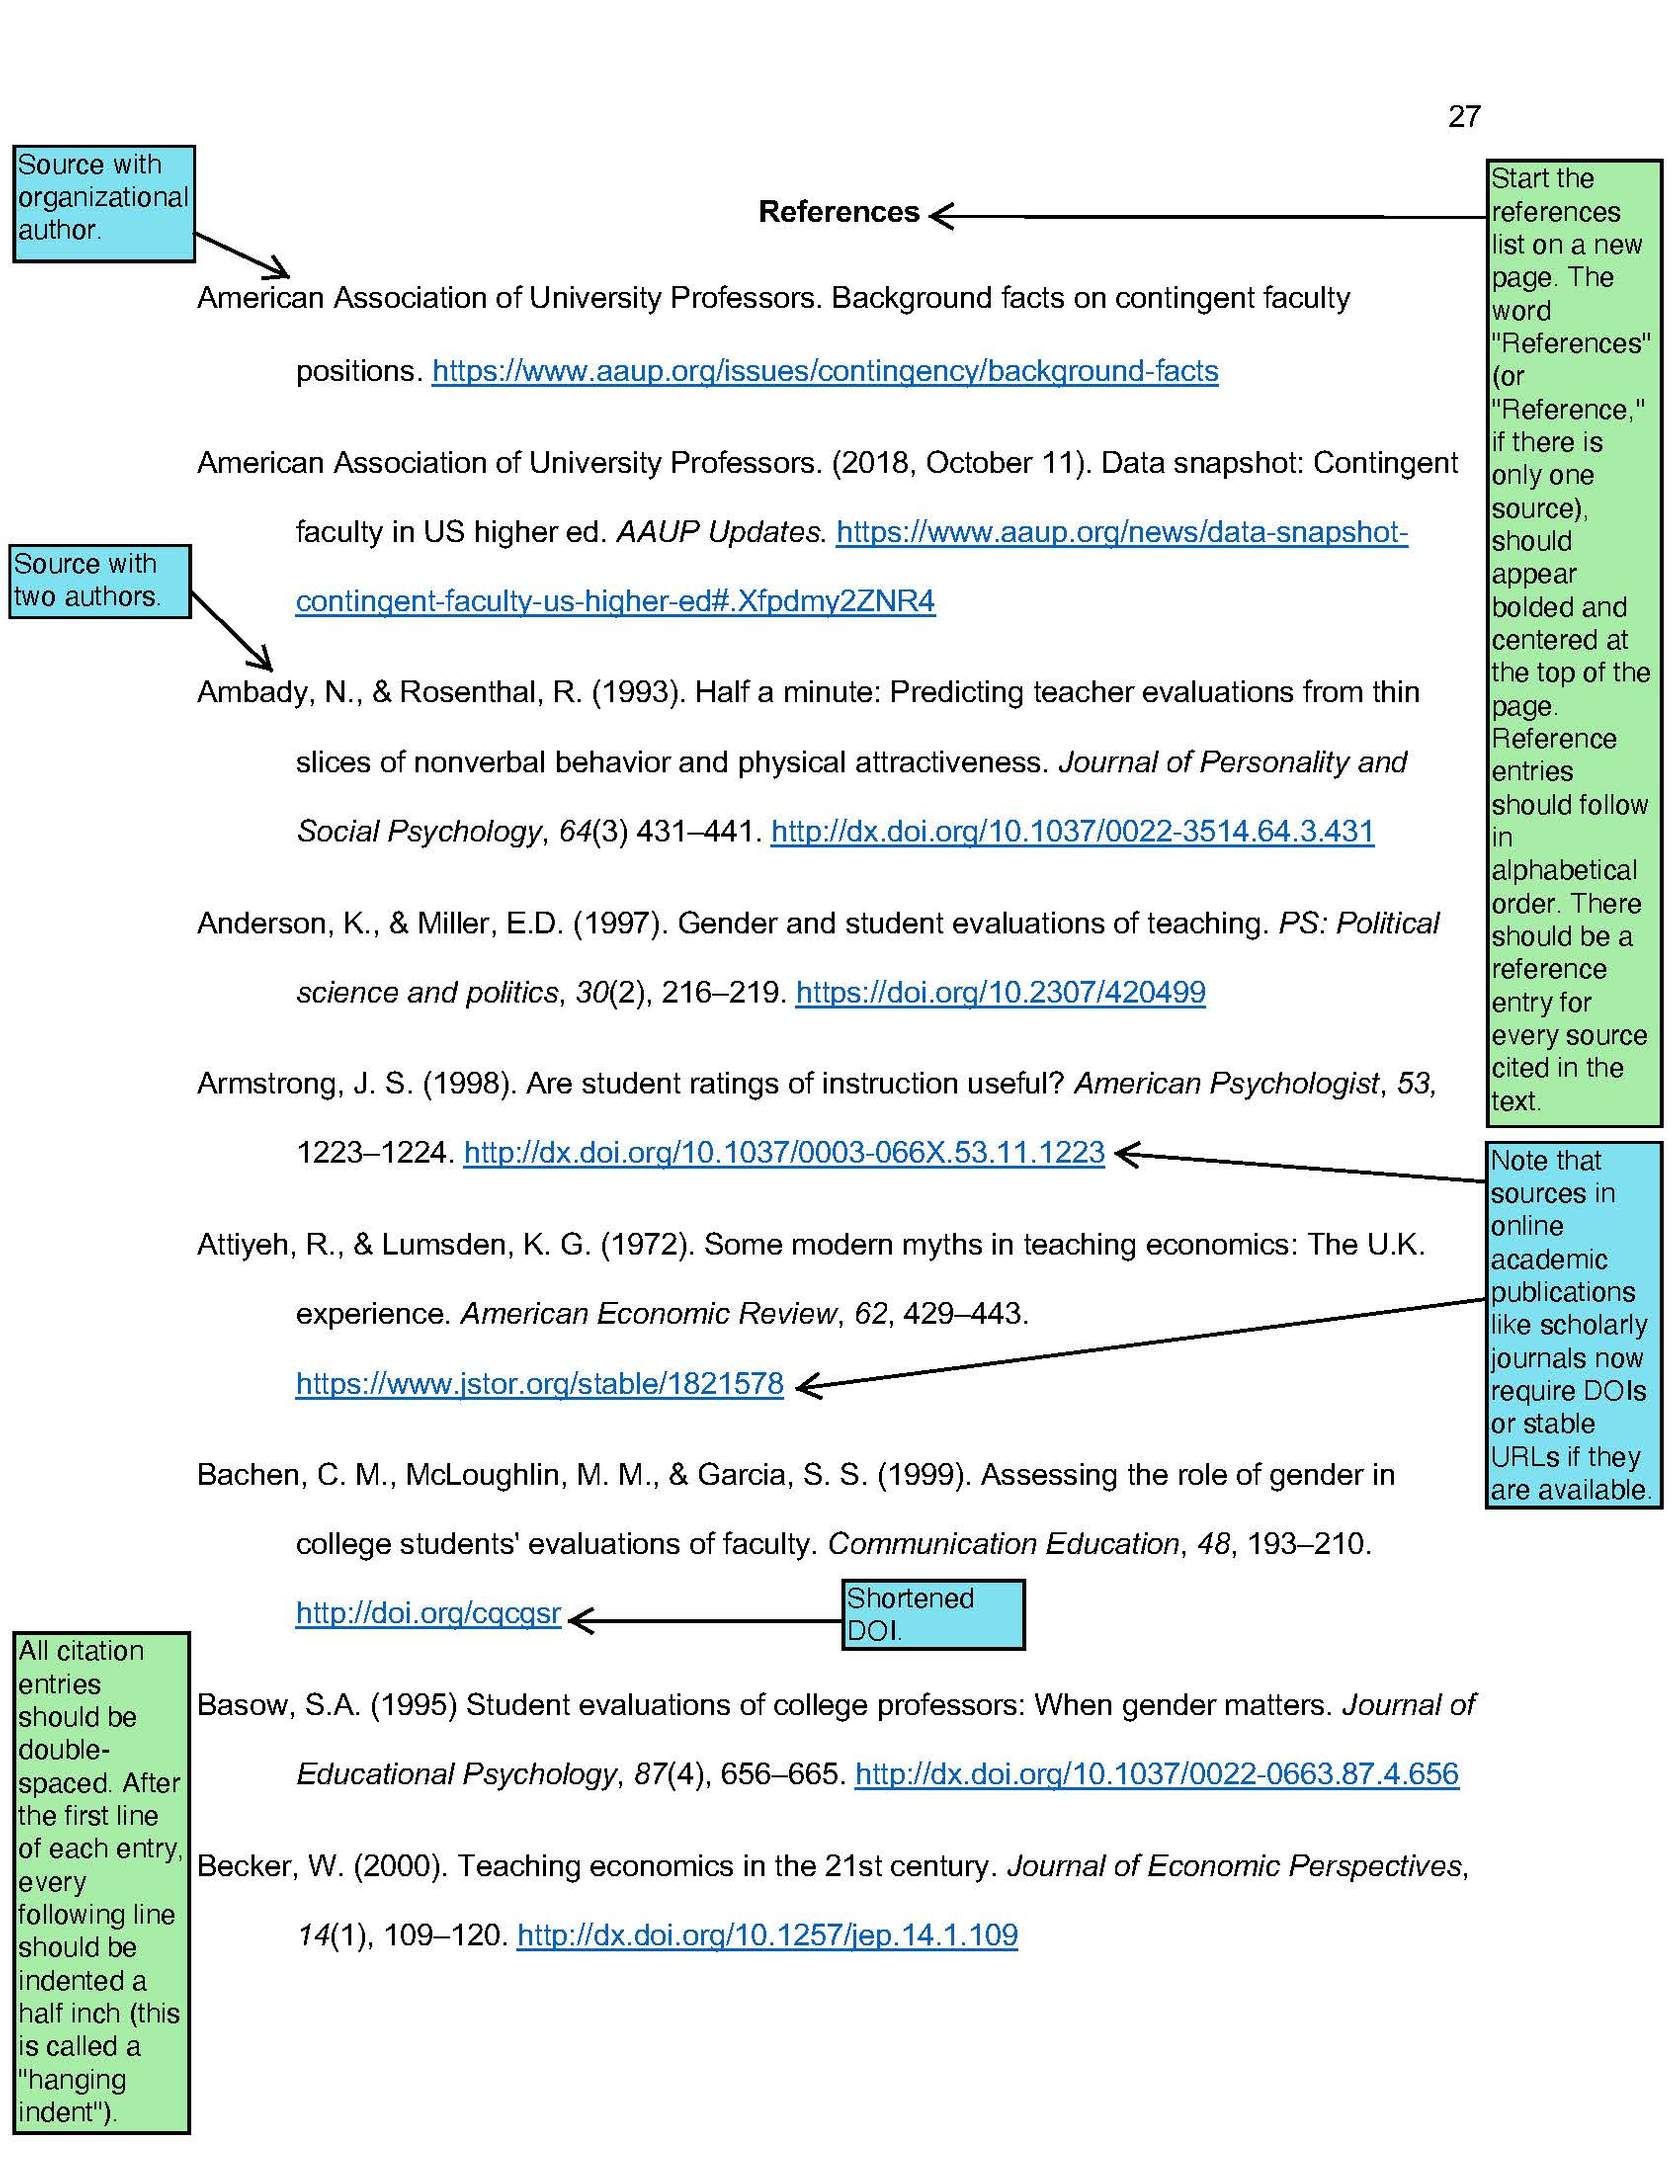 27
Source with
organizational
author.
References
Start the
references
list on a new
page. The
word
"References"
(or
"Reference,"
if there is
only one
source),
should
appear
bolded and
centered at
the top of the
page.
Reference
entries
should follow
in
alphabetical
order. There
should be a
reference
entry for
every source
cited in the
text.
American Association of University Professors. Background facts on contingent faculty
positions. https://www.aaup.org/issues/contingency/background-facts
American Association of University Professors. (2018, October 11). Data snapshot: Contingent
faculty in US higher ed. AAUP Updates. https://www.aaup.org/news/data-snapshot-
contingent-faculty-us-higher-ed#.Xfpdmy2ZNR4
Source with
two authors.
Ambady, N., & Rosenthal, R. (1993). Half a minute: Predicting teacher evaluations from thin
slices of nonverbal behavior and physical attractiveness. Journal of Personality and
Social Psychology, 64(3) 431–441. http://dx.doi.org/10.1037/0022-3514.64.3.431
Anderson, K., & Miller, E.D. (1997). Gender and student evaluations of teaching. PS: Political
science and politics, 30(2), 216–219. https://doi.org/10.2307/420499
Armstrong, J. S. (1998). Are student ratings of instruction useful? American Psychologist, 53,
1223–1224. http://dx.doi.org/10.1037/0003-066X.53.11.1223
Note that
sources in
online
academic
publications
like scholarly
journals now
require DOIs
or stable
URLs if they
are available.
Attiyeh, R., & Lumsden, K. G. (1972). Some modern myths in teaching economics: The U.K.
experience. American Economic Review, 62, 429–443.
https://www.jstor.org/stable/1821578
Bachen, C. M., McLoughlin, M. M., & Garcia, S. S. (1999). Assessing the role of gender in
college students' evaluations of faculty. Communication Education, 48, 193–210.
http://doi.org/cqcgsr
Shortened
DOI.
All citation
entries
should be
double-
spaced. After
the first line
of each entry,
every
following line
should be
indented a
half inch (this
is called a
"hanging
indent").
Basow, S.A. (1995) Student evaluations of college professors: When gender matters. Journal of
Educational Psychology, 87(4), 656–665. http://dx.doi.org/10.1037/0022-0663.87.4.656
Becker, W. (2000). Teaching economics in the 21st century. Journal of Economic Perspectives,
14(1), 109–120. http://dx.doi.org/10.1257/jep.14.1.109